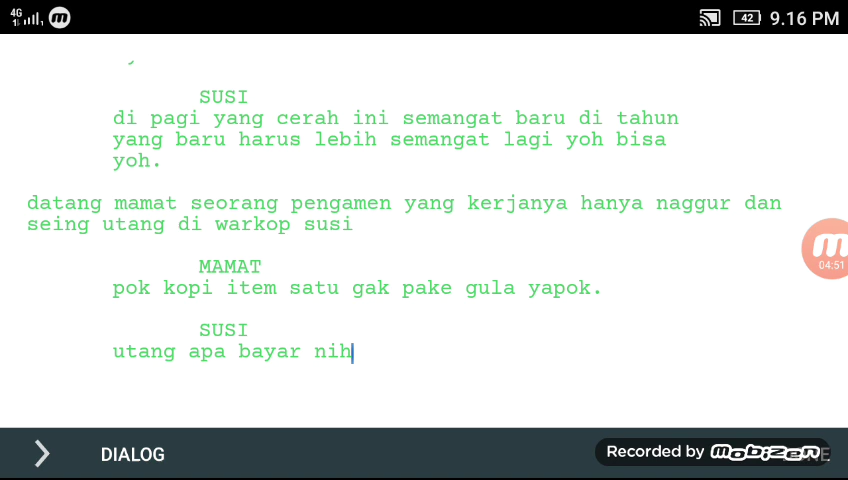 4G
42 9.16 PM
SUSI
di pagi yang cerah ini semangat baru di tahun
yang baru harus lebih semangat lagi yoh bisa
yoh.
datang mamat seorang pengamen yang kerjanya hanya naggur dan
seing utang di warkop susi
m
04:51
MAMAT
pok kopi item satu gak pake gula yapok.
SUSI
utang apa bayar nih
DIALOG
Recorded by mobizen